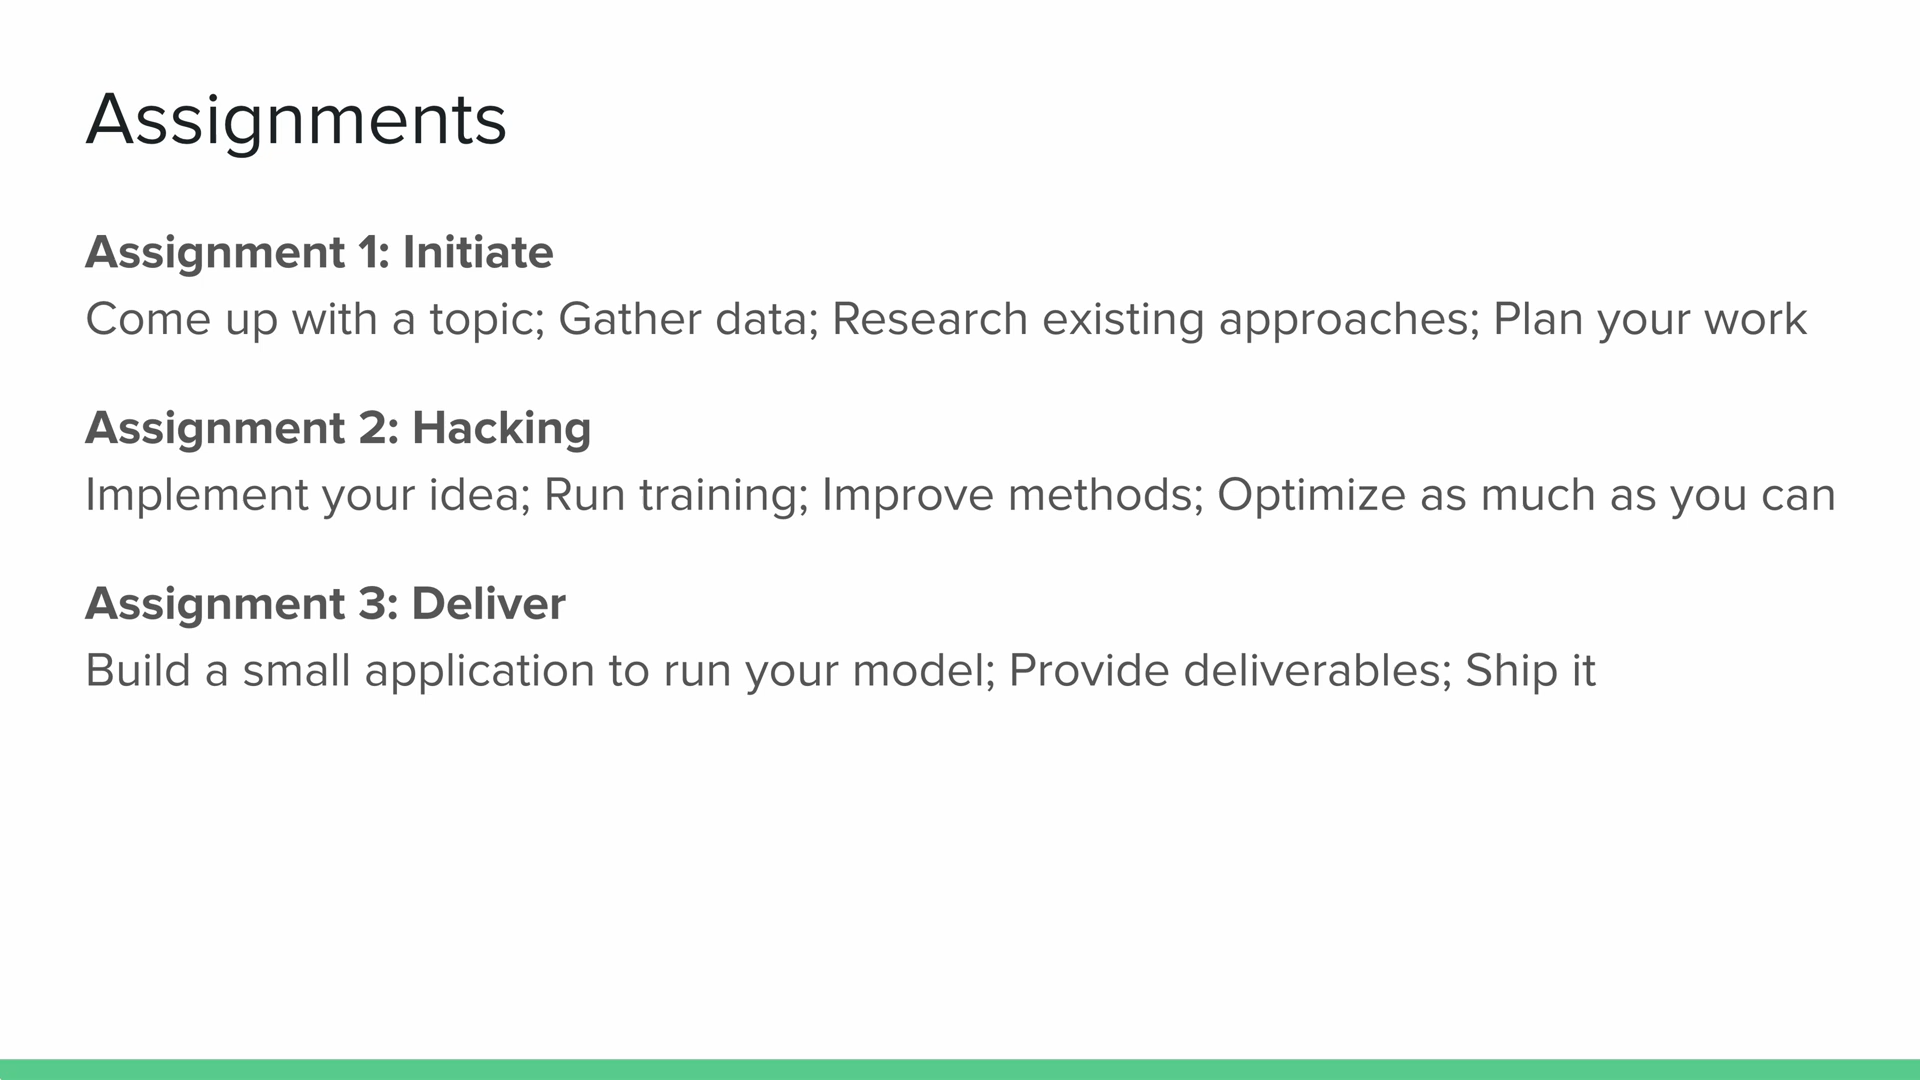 Assignments
Assignment 1: Initiate
Come up with a topic; Gather data; Research existing approaches; Plan your work
Assignment 2: Hacking
Implement your idea; Run training; Improve methods; Optimize as much as you can
Assignment 3: Deliver
Build a small application to run your model; Provide deliverables; Ship it